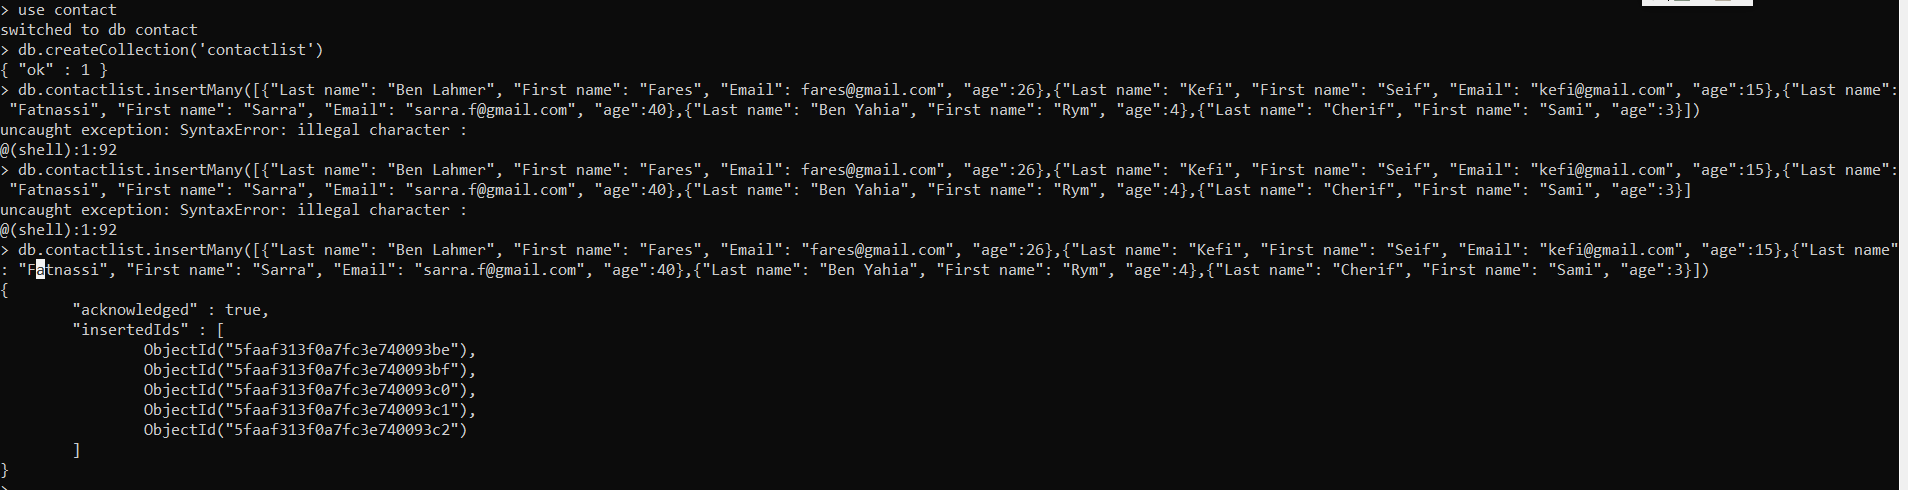 > use contact
switched to db contact
> db.createCollection('contactlist')
{ "ok" : 1 }
> db.contactlist.insertMany([{"Last name": "Ben Lahmer", "First name": "Fares", "Email": fares@gmail.com", "age":26},{"Last name": "Kefi", "First name": "Seif", "Email": "kefi@gmail.com", "age":15},{"Last name":
 "Fatnassi", "First name": "Sarra", "Email": "sarra.f@gmail.com", "age":40},{"Last name": "Ben Yahia", "First name": "Rym", "age":4},{"Last name": "Cherif", "First name": "Sami", "age":3}])
uncaught exception: SyntaxError: illegal character :
@(shell):1:92
> db.contactlist.insertMany([{"Last name": "Ben Lahmer", "First name": "Fares", "Email": fares@gmail.com", "age":26},{"Last name": "Kefi", "First name": "Seif", "Email": "kefi@gmail.com", "age":15},{"Last name":
 "Fatnassi", "First name": "Sarra", "Email": "sarra.f@gmail.com", "age":40},{"Last name": "Ben Yahia", "First name": "Rym", "age":4},{"Last name": "Cherif", "First name": "Sami", "age":3}]
uncaught exception: SyntaxError: illegal character :
@(shell):1:92
> db.contactlist.insertMany([{"Last name": "Ben Lahmer", "First name": "Fares", "Email": "fares@gmail.com", "age":26},{"Last name": "Kefi", "First name": "Seif", "Email": "kefi@gmail.com", "age":15},{"Last name"
: "Fatnassi", "First name": "Sarra", "Email": "sarra.f@gmail.com", "age":40},{"Last name": "Ben Yahia", "First name": "Rym", "age":4},{"Last name": "Cherif", "First name": "Sami", "age":3}])
{
        "acknowledged" : true,
        "insertedIds" : [
                ObjectId("5faaf313f0a7fc3e740093be"),
                ObjectId("5faaf313f0a7fc3e740093bf"),
                ObjectId("5faaf313f0a7fc3e740093c0"),
                ObjectId("5faaf313f0a7fc3e740093c1"),
                ObjectId("5faaf313f0a7fc3e740093c2")
        ]
}
>